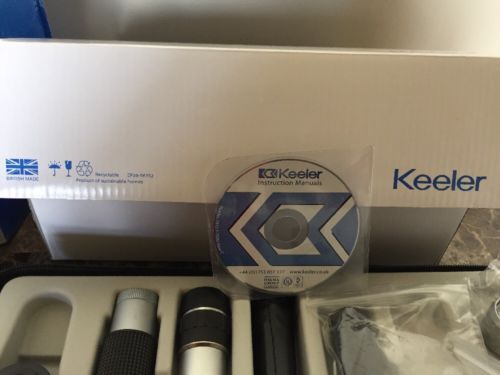 BRITISH MADE
Recyclable
Product of sustainable forests
Keeler
Keeler
Instruction Manuals
www.keeler.co.uk